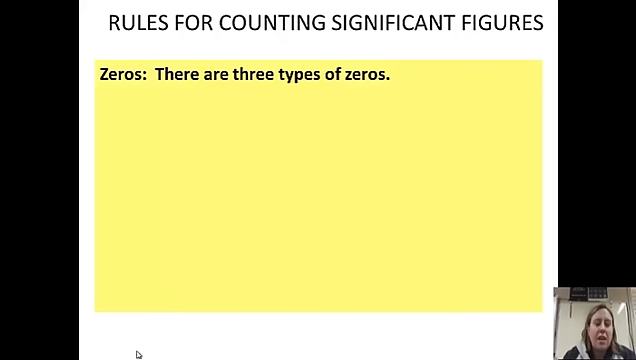 RULES FOR COUNTING SIGNIFICANT FIGURES
Zeros: There are three types of zeros.